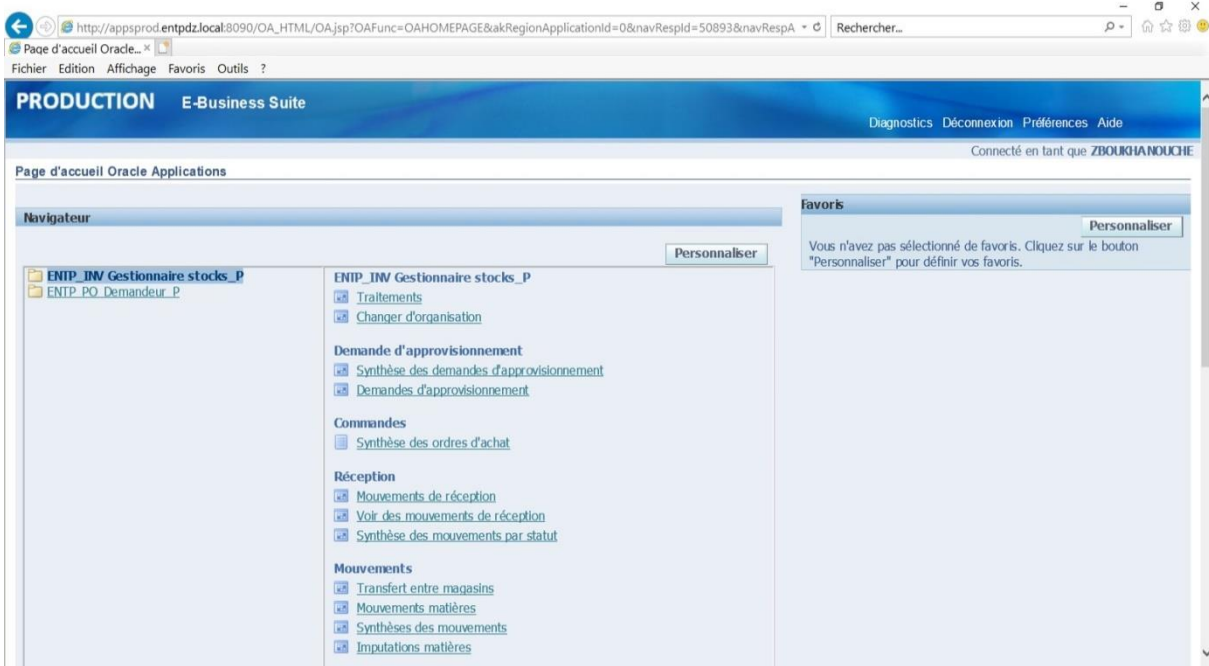 http://appsprod.entpdz.local:8090/OA_HTML/OA.jsp?OAFunc=OAHOMEPAGE&akRegionApplicationId=0&navRespId=50893&navRespA
Rechercher...
Page d'accueil Oracle...
Fichier Edition Affichage Favoris Outils ?
PRODUCTION E-Business Suite
Diagnostics Déconnexion Préférences Aide
Connecté en tant que ZBOUKHANOUCHE
Page d'accueil Oracle Applications
Navigateur
Personnaliser
ENTP_INV Gestionnaire stocks_P
ENTP_PO_Demandeur_P
ENTP_INV Gestionnaire stocks_P
Traitements
Changer d'organisation
Demande d'approvisionnement
Synthèse des demandes d'approvisionnement
Demandes d'approvisionnement
Commandes
Synthèse des ordres d'achat
Réception
Mouvements de réception
Voir des mouvements de réception
Synthèse des mouvements par statut
Mouvements
Transfert entre magasins
Mouvements matières
Synthèses des mouvements
Imputations matières
Favoris
Personnaliser
Vous n'avez pas sélectionné de favoris. Cliquez sur le bouton
"Personnaliser" pour définir vos favoris.